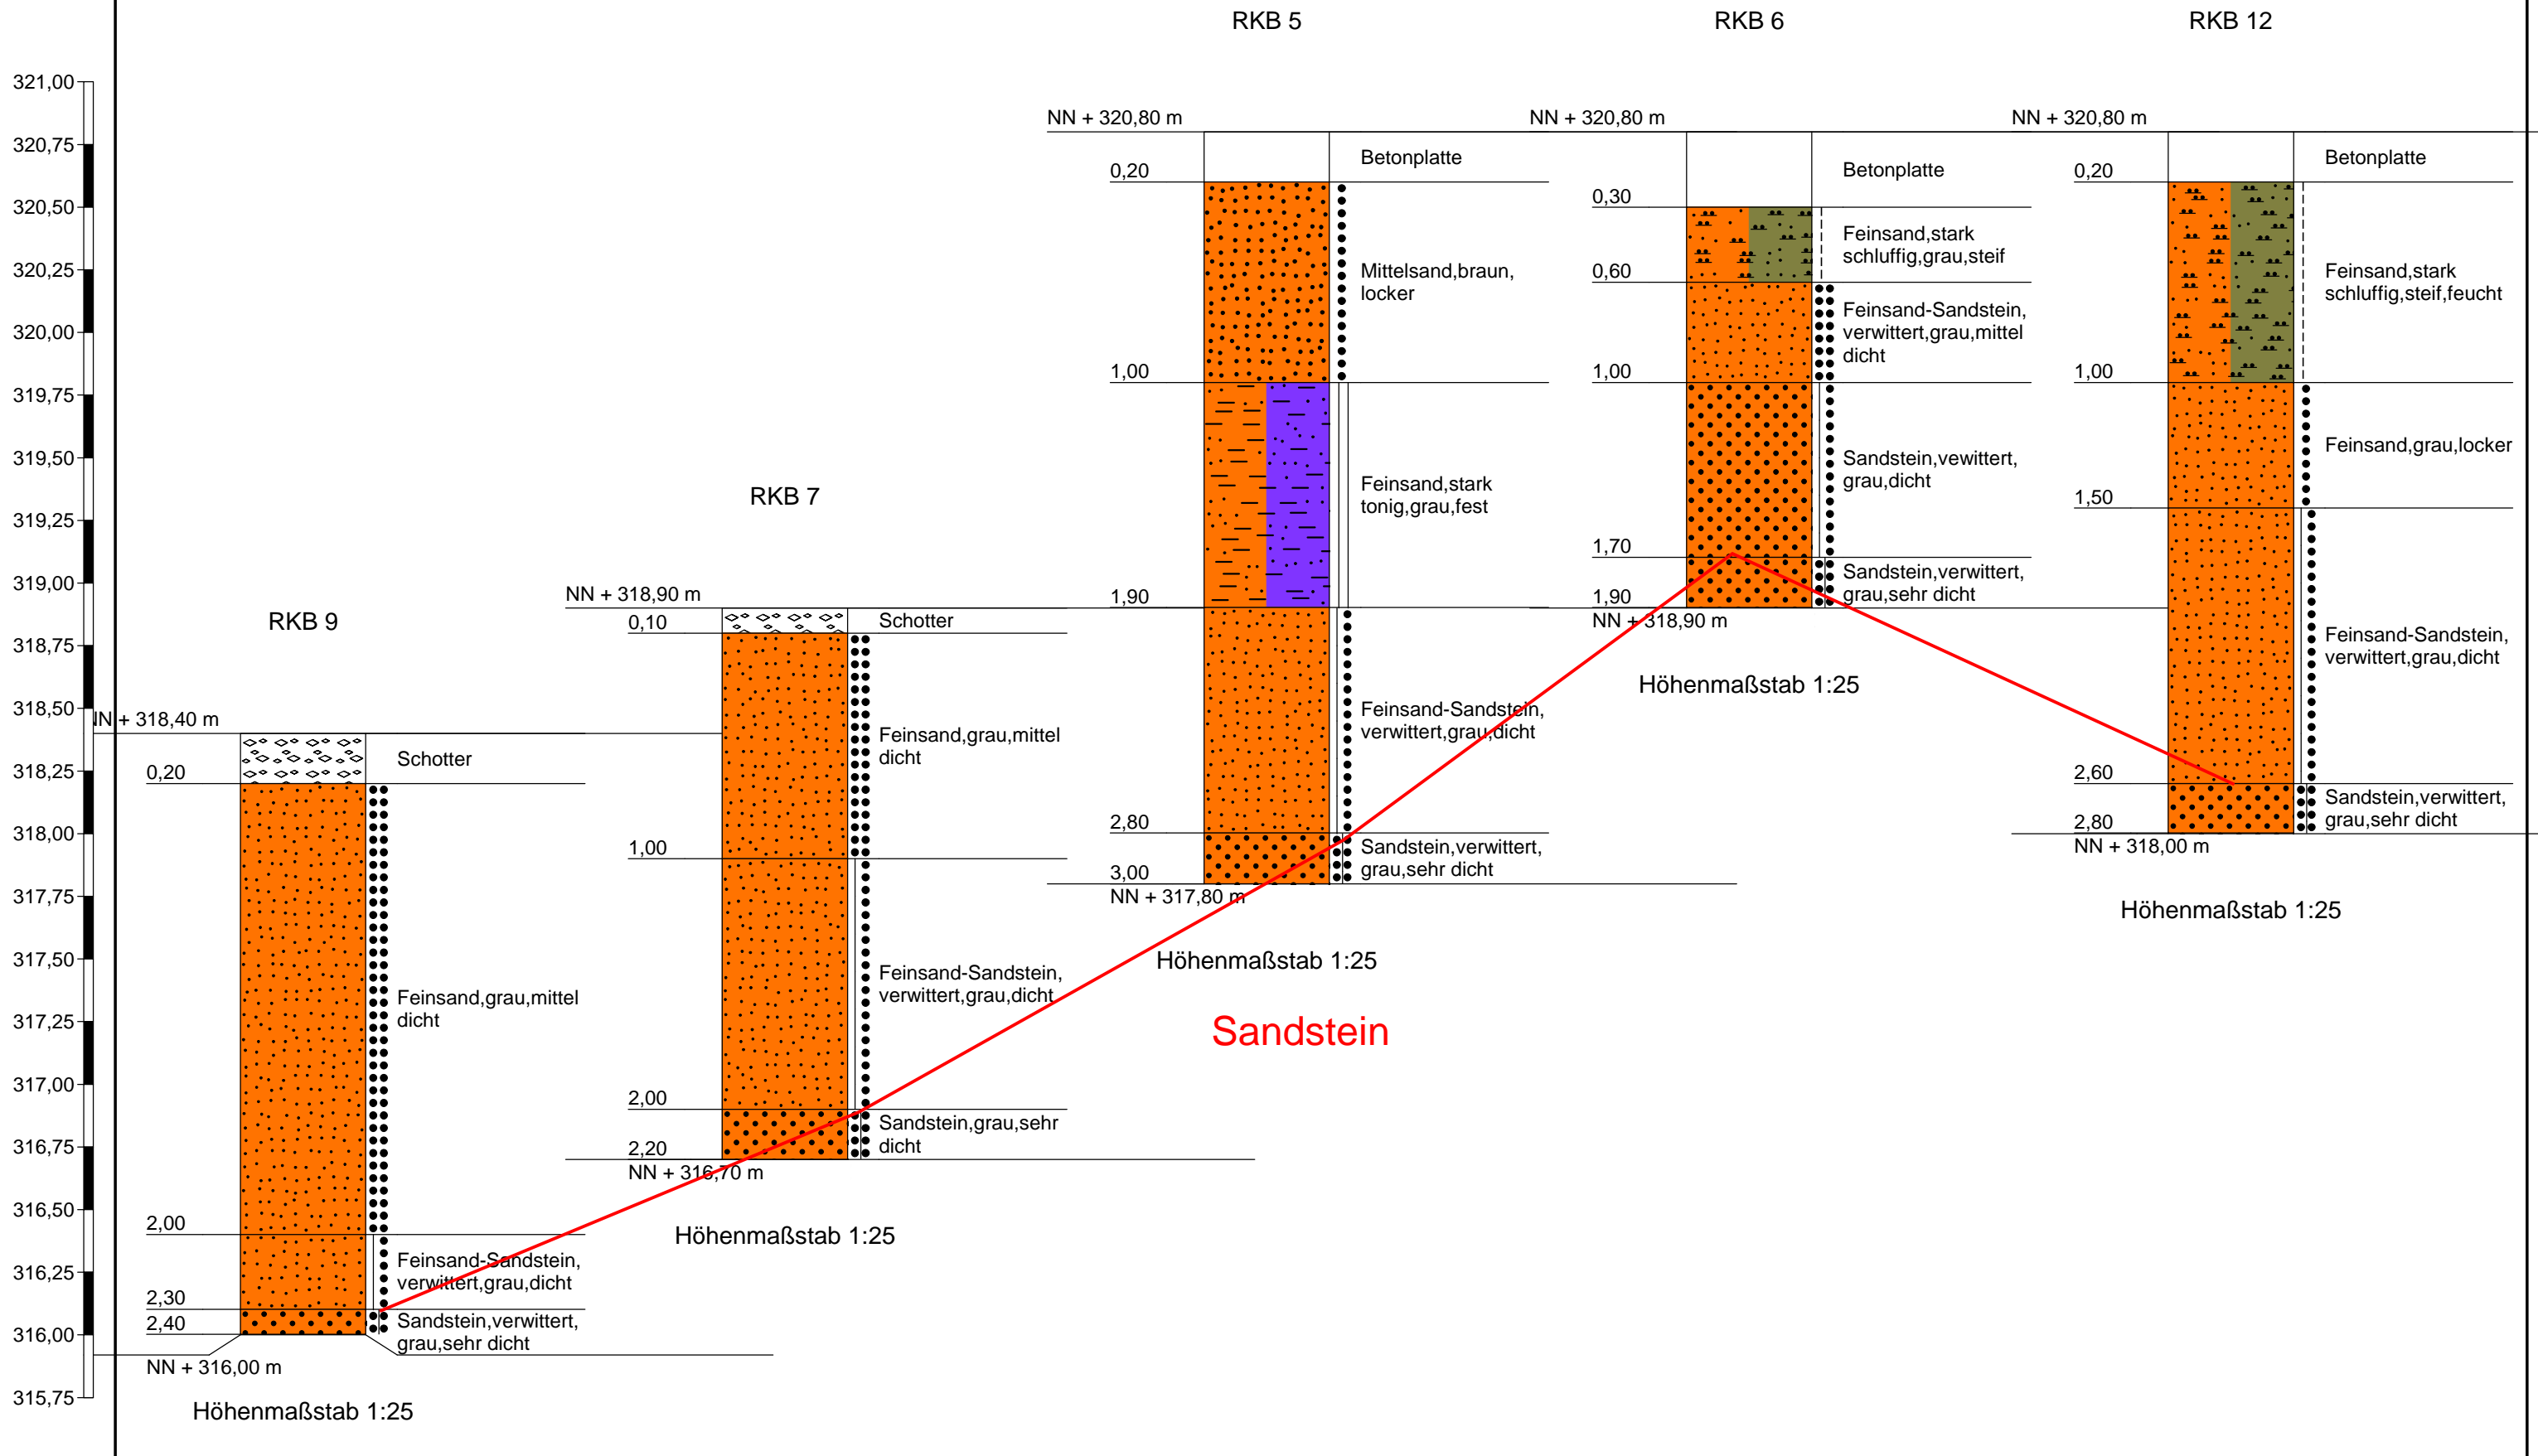 RKB 5
RKB 6
RKB 12
321,00
320,75
320,50
320,25
320,00
319,75
319,50
319,25
319,00
318,75
318,50
318,25
318,00
317,75
317,50
317,25
317,00
316,75
316,50
316,25
316,00
315,75
RKB 9
NN + 318,40 m
0,20
Schotter
Feinsand,grau,mittel
dicht
2,00
Feinsand-Sandstein,
verwittert,grau,dicht
2,30
Sandstein,verwittert,
grau,sehr dicht
2,40
NN + 316,00 m
Höhenmaßstab 1:25
RKB 7
NN + 318,90 m
0,10
Schotter
Feinsand,grau,mittel
dicht
1,00
Feinsand-Sandstein,
verwittert,grau,dicht
2,00
Sandstein,grau,sehr
dicht
2,20
NN + 316,70 m
Höhenmaßstab 1:25
NN + 320,80 m
Betonplatte
0,20
Mittelsand,braun,
locker
1,00
Feinsand,stark
tonig,grau,fest
1,90
Feinsand-Sandstein,
verwittert,grau,dicht
2,80
Sandstein,verwittert,
grau,sehr dicht
3,00
NN + 317,80 m
Höhenmaßstab 1:25
Sandstein
NN + 320,80 m
Betonplatte
0,30
Feinsand,stark
schluffig,grau,steif
0,60
Feinsand-Sandstein,
verwittert,grau,mittel
dicht
1,00
Sandstein,vewittert,
grau,dicht
1,70
Sandstein,verwittert,
grau,sehr dicht
1,90
NN + 318,90 m
Höhenmaßstab 1:25
NN + 320,80 m
Betonplatte
0,20
Feinsand,stark
schluffig,steif,feucht
1,00
Feinsand,grau,locker
1,50
Feinsand-Sandstein,
verwittert,grau,dicht
2,60
Sandstein,verwittert,
grau,sehr dicht
2,80
NN + 318,00 m
Höhenmaßstab 1:25